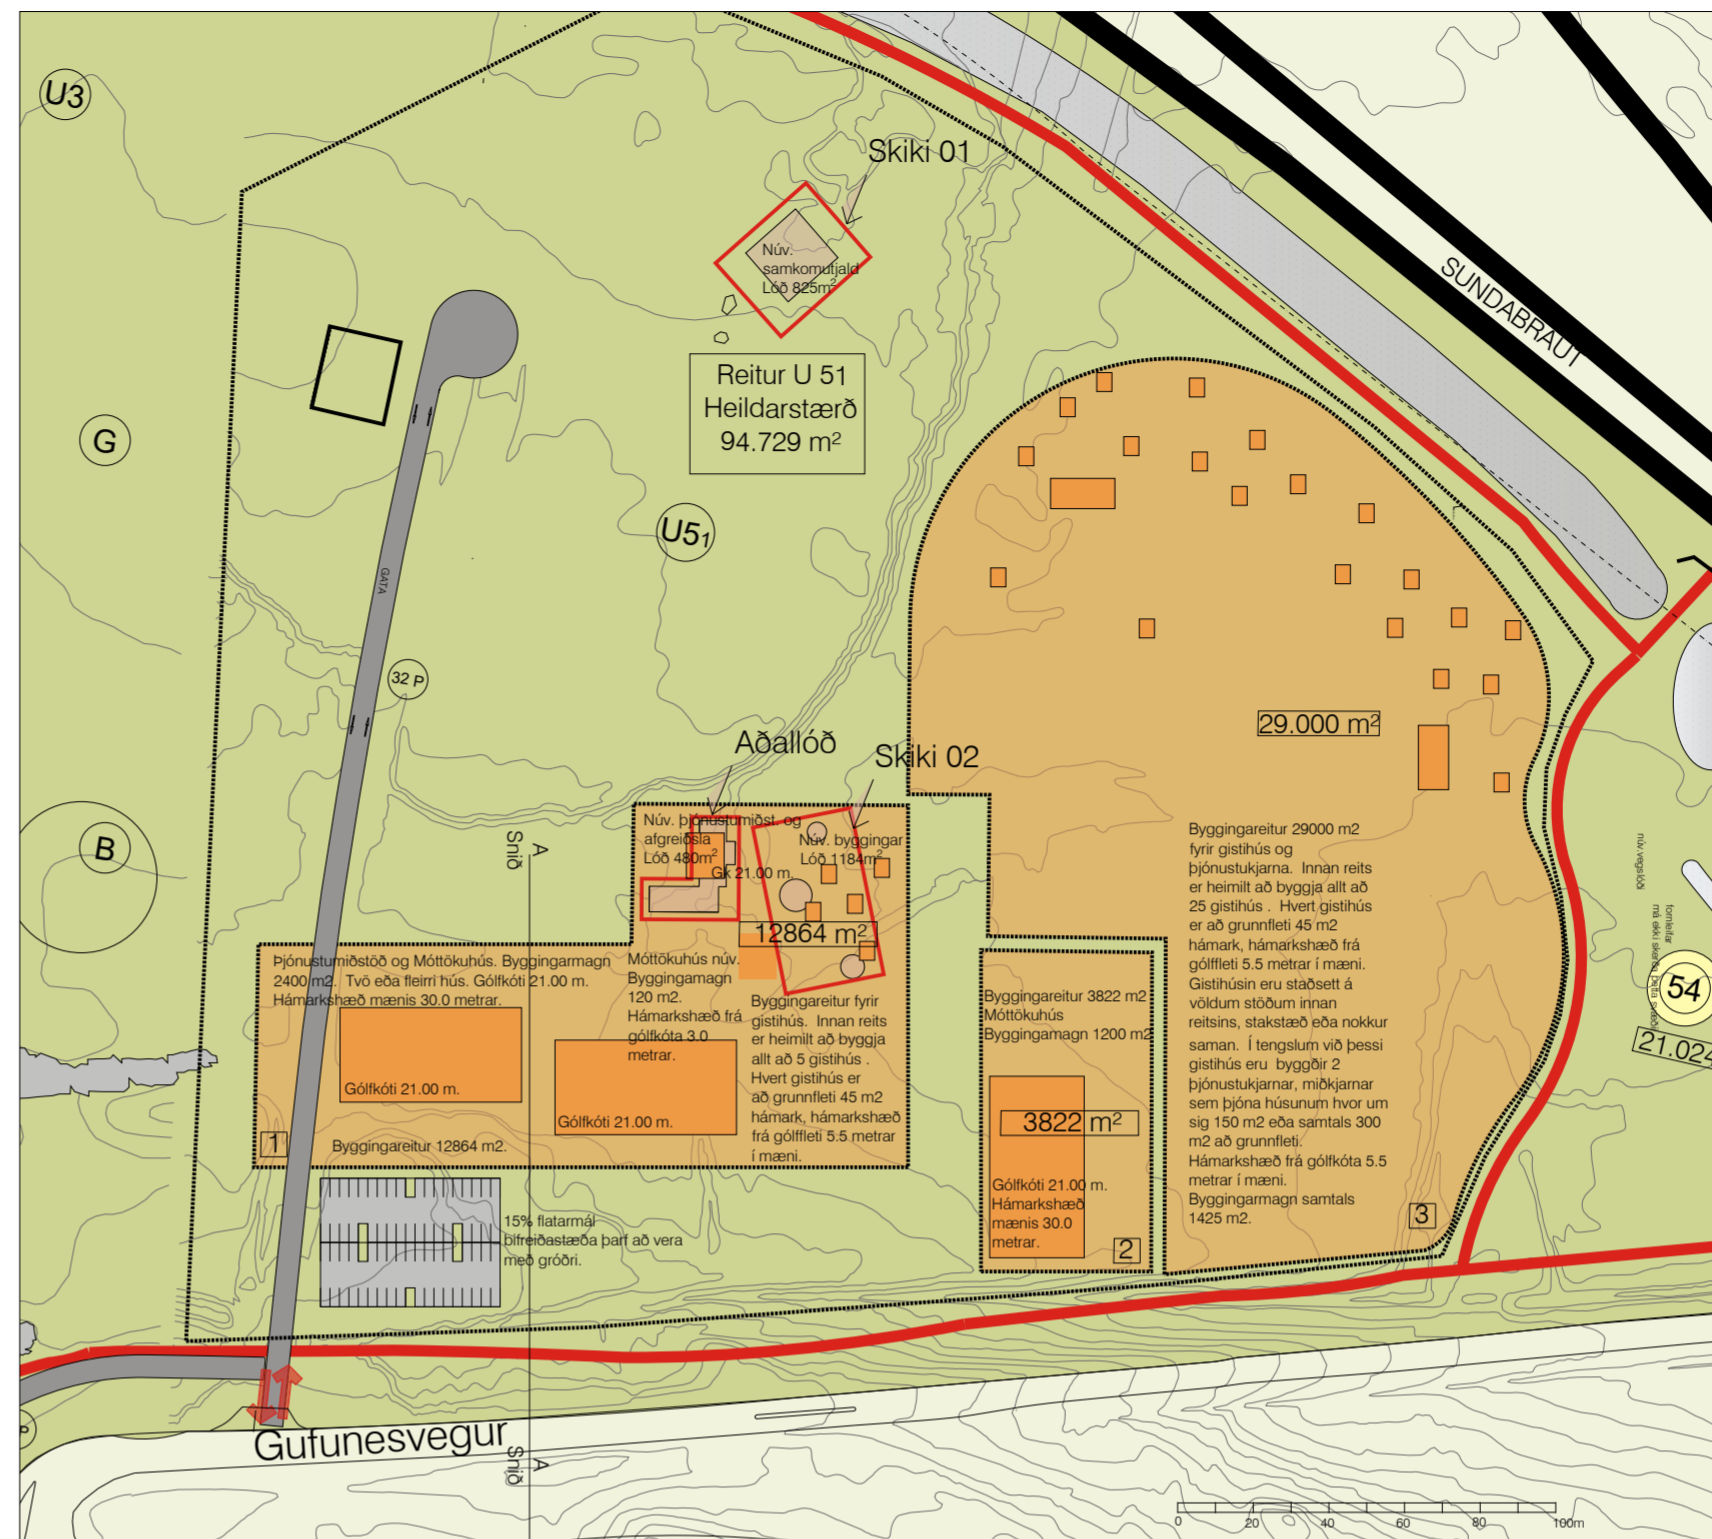 U3
Skiki 01
Núv.
samkomutjald
Lóð 825m²
SUNDABRAUT
Reitur U 51
Heildarstærð
94.729 m²
G
U5₁
GATA
32 P
29.000 m²
Aðallóð
Skiki 02
B
Snið A
Núv. þjónustumiðst. og
afgreiðsla
Lóð 480m²
Gk 21.00 m.
Núv. byggingar
Lóð 1184m²
12864 m²
Þjónustumiðstöð og Móttökuhús. Byggingarmagn
2400 m2. Tvö eða fleirri hús. Gólfkóti 21.00 m.
Hámarkshæð mænis 30.0 metrar.
Gólfkóti 21.00 m.
Gólfkóti 21.00 m.
1
Byggingareitur 12864 m2.
Móttökuhús núv.
Byggingamagn
120 m2.
Hámarkshæð frá
gólfkóta 3.0
metrar.
Byggingareitur fyrir
gistihús. Innan reits
er heimilt að byggja
allt að 5 gistihús .
Hvert gistihús er
að grunnfleti 45 m2
hámark, hámarkshæð
frá gólffleti 5.5 metrar
í mæni.
Byggingareitur 3822 m2
Móttökuhús
Byggingamagn 1200 m2
3822 m²
Gólfkóti 21.00 m.
Hámarkshæð
mænis 30.0
metrar.
2
Byggingareitur 29000 m2
fyrir gistihús og
þjónustukjarna. Innan reits
er heimilt að byggja allt að
25 gistihús . Hvert gistihús
er að grunnfleti 45 m2
hámark, hámarkshæð frá
gólffleti 5.5 metrar í mæni.
Gistihúsin eru staðsett á
völdum stöðum innan
reitsins, stakstæð eða nokkur
saman. Í tengslum við þessi
gistihús eru byggðir 2
þjónustukjarnar, miðkjarnar
sem þjóna húsunum hvor um
sig 150 m2 eða samtals 300
m2 að grunnfleti.
Hámarkshæð frá gólfkóta 5.5
metrar í mæni.
Byggingarmagn samtals
1425 m2.
3
fornleifar
má ekki skerða þetta
54
21.024
15% flatarmál
bifreiðastæða þarf að vera
með gróðri.
Gufunesvegur
Snið A
0 20 40 60 80 100m